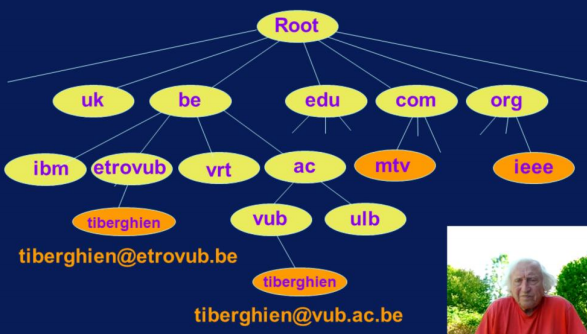 Root
uk
be
edu
com
org
ibm
etrovub
vrt
ac
mtv
ieee
tiberghien
vub
ulb
tiberghien@etrovub.be
tiberghien
tiberghien@vub.ac.be